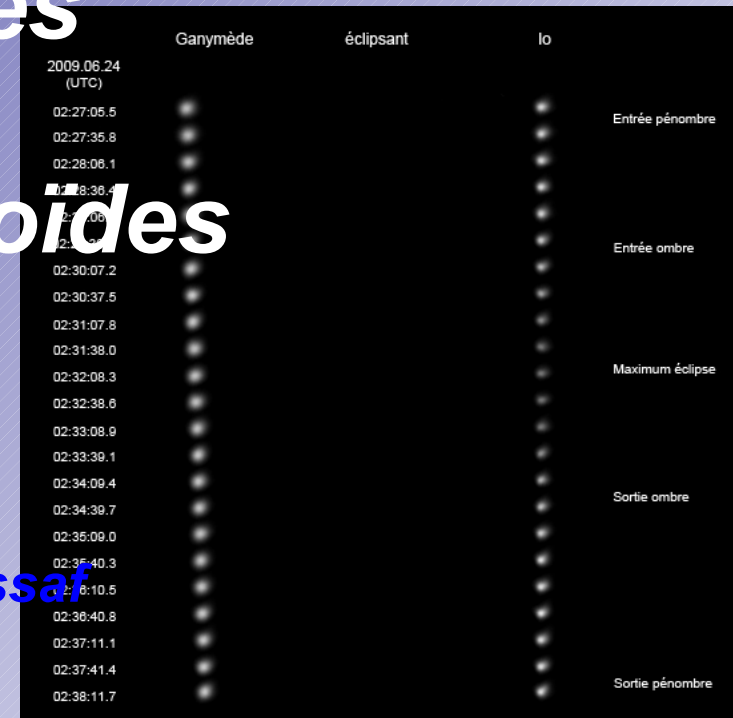 es
Ganymède éclipsant Io
2009.06.24
(UTC)
02:27:05.5
Entrée pénombre
02:27:35.8
02:28:06.1
oïdes
Entrée ombre
02:30:07.2
02:30:37.5
02:31:07.8
02:31:38.0
Maximum éclipse
02:32:08.3
02:32:38.6
02:33:08.9
02:33:39.1
02:34:09.4
Sortie ombre
02:34:39.7
02:35:09.0
02:35:40.3
ssaf
02:36:40.8
02:37:11.1
02:37:41.4
Sortie pénombre
02:38:11.7